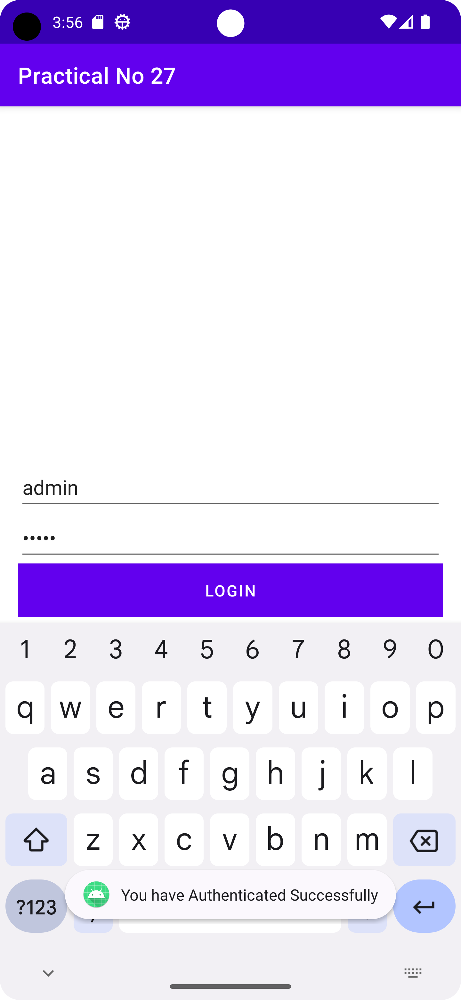 3:56
Practical No 27
admin
•••••
LOGIN
1 2 3 4 5 6 7 8 9 0
q w e r t y u i o p
a s d f g h j k l
z x c v b n m
?123 ,
You have Authenticated Successfully